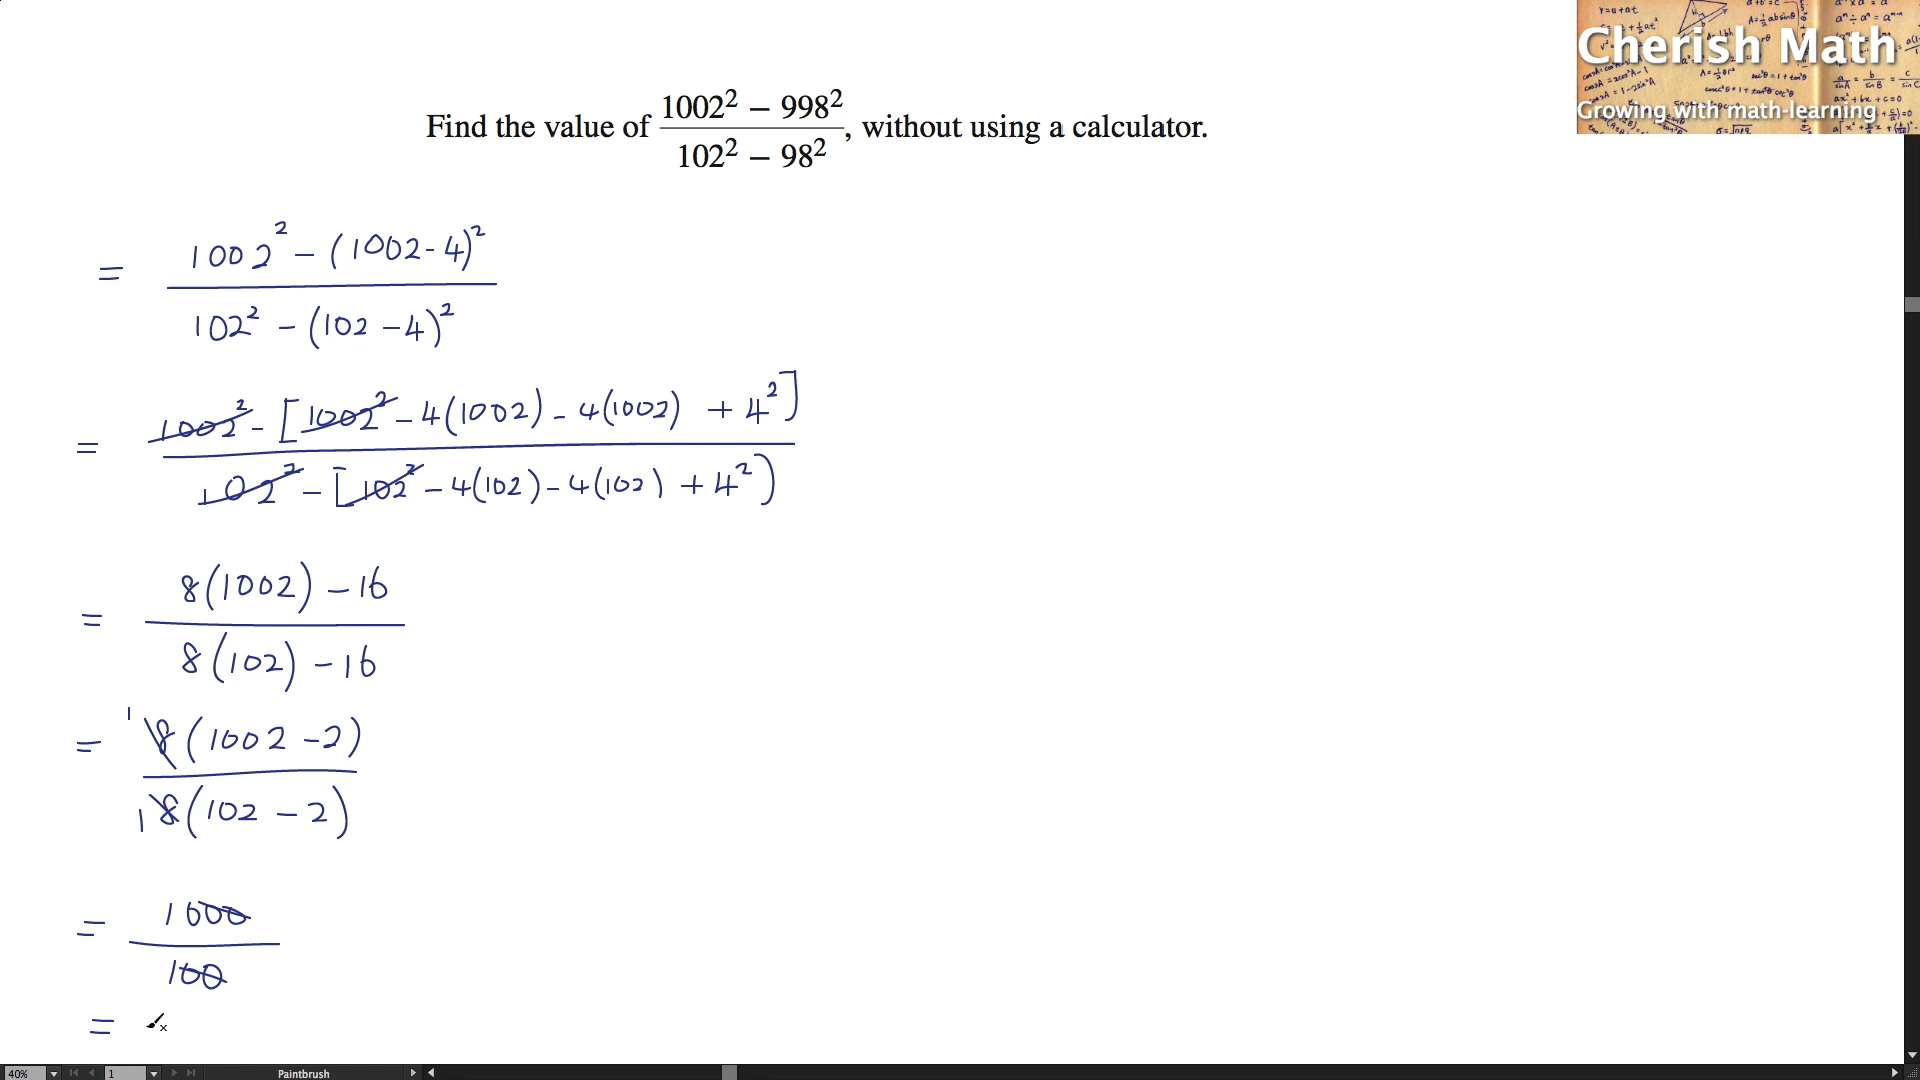 Cherish Math
Growing with math-learning
Find the value of (1002² − 998²)/(102² − 98²), without using a calculator.
= (1002² − (1002 - 4)²)/(102² − (102 − 4)²)
= (1002² − [1002² − 4(1002) − 4(1002) + 4²])/(102² − [102² − 4(102) − 4(102) + 4²))
= (8(1002) − 16)/(8(102) − 16)
= 1 8(1002 − 2)/1 8(102 − 2)
= 1000/100
=
40%
1
Paintbrush